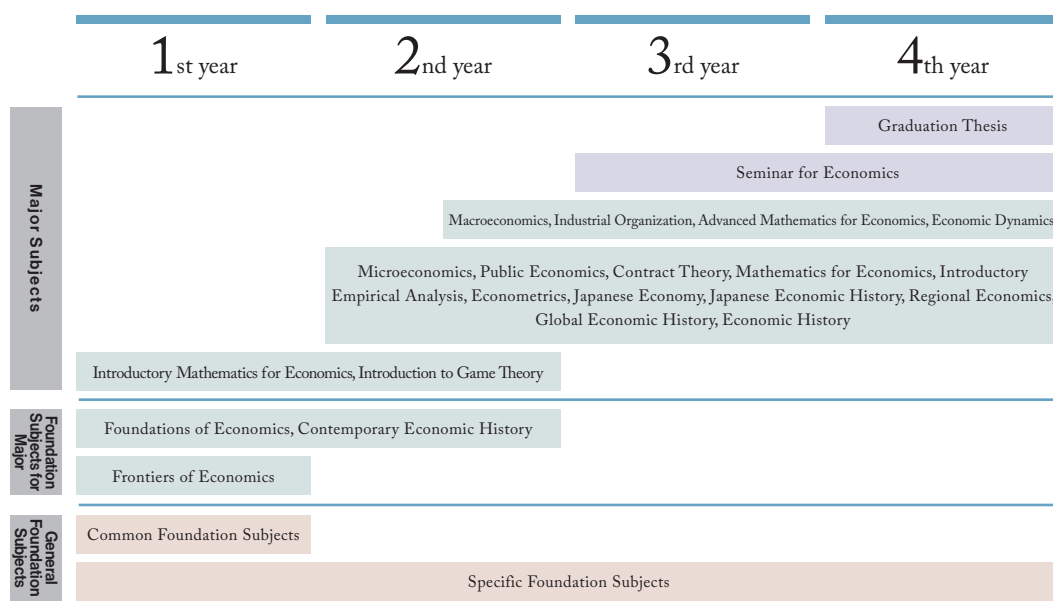 1st year
2nd year
3rd year
4th year
Major Subjects
Graduation Thesis
Seminar for Economics
Macroeconomics, Industrial Organization, Advanced Mathematics for Economics, Economic Dynamics
Microeconomics, Public Economics, Contract Theory, Mathematics for Economics, Introductory
Empirical Analysis, Econometrics, Japanese Economy, Japanese Economic History, Regional Economics,
Global Economic History, Economic History
Introductory Mathematics for Economics, Introduction to Game Theory
Foundation
Subjects for
Major
Foundations of Economics, Contemporary Economic History
Frontiers of Economics
General
Foundation
Subjects
Common Foundation Subjects
Specific Foundation Subjects